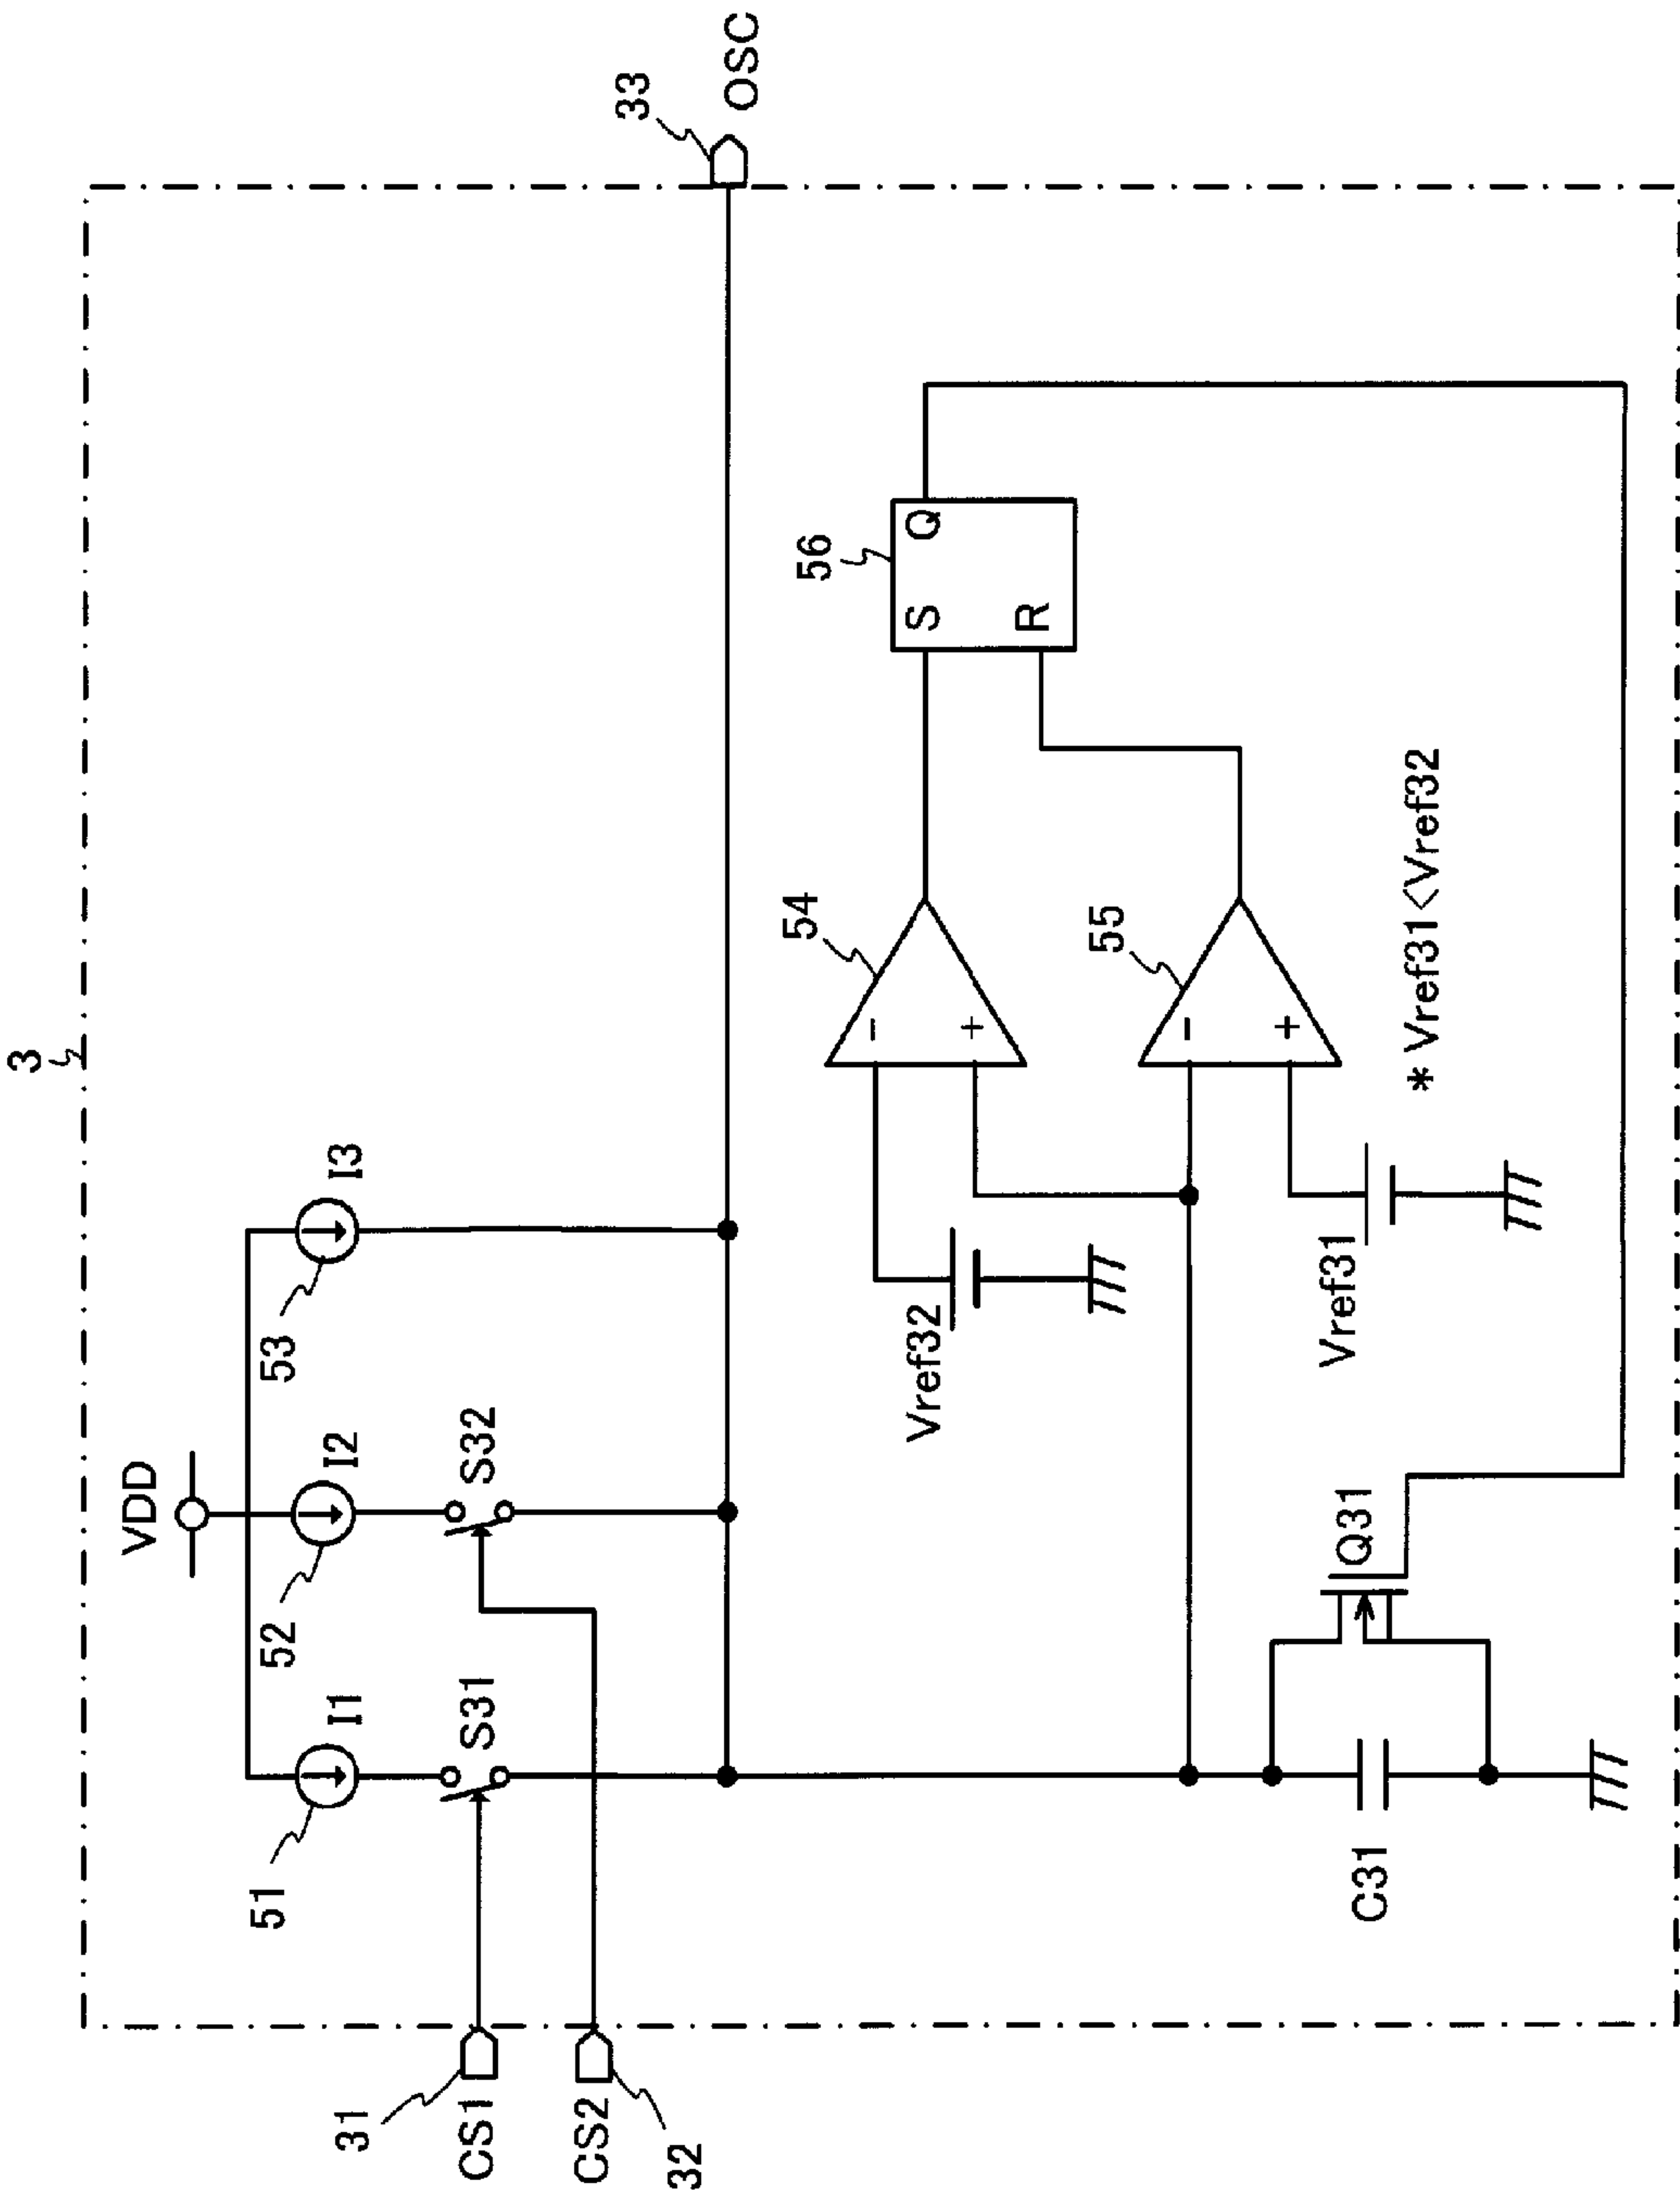 3
VDD
51
I1
52
I2
53
I3
31
CS1
S31
S32
CS2
32
33
OSC
54
-
+
Vref32
56
S
Q
R
55
-
+
Vref31
* Vref31<Vref32
C31
Q31